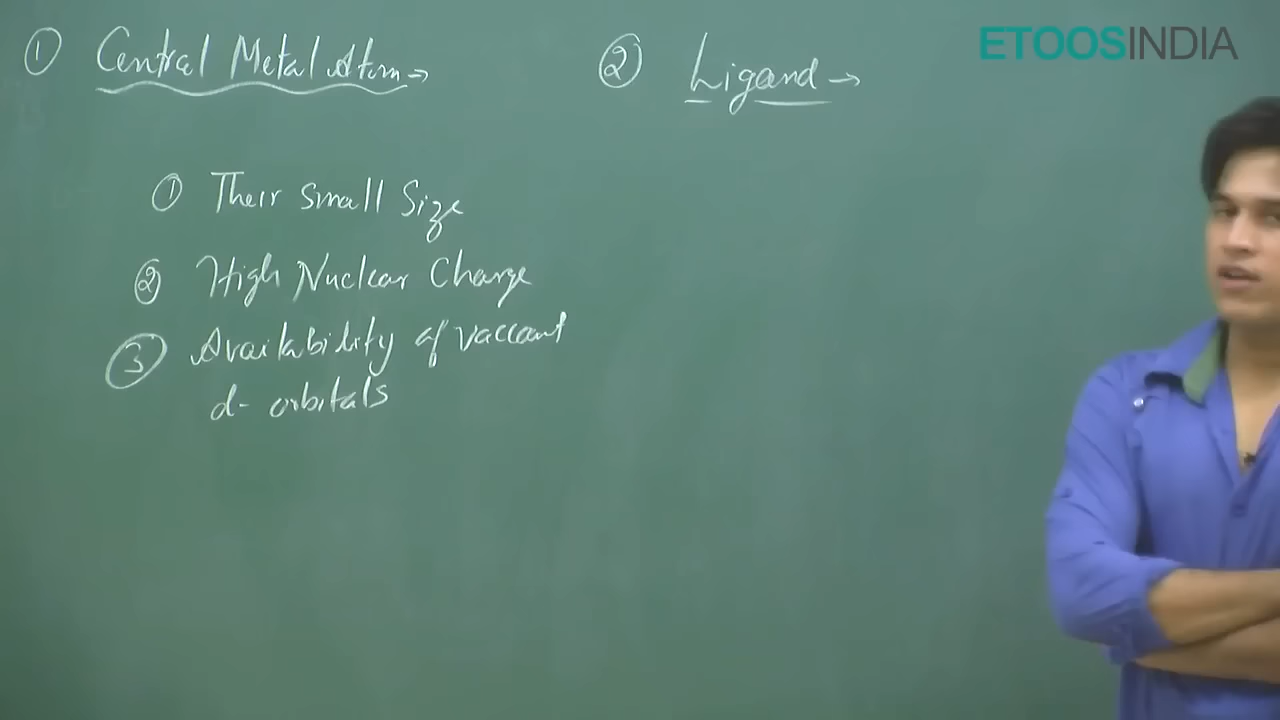 ① Central Metal Atom →
② Ligand →
ETOOSINDIA
① Their Small Size
② High Nuclear Charge
③ Availability of vaccant
d- orbitals